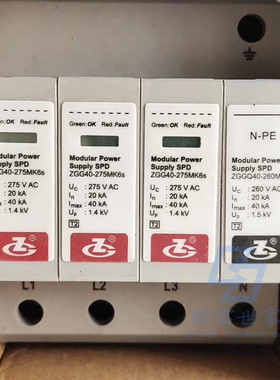 Green:OK Red:Fault
Modular Power
Supply SPD
ZGG40-275MK6s
Uc : 275 V AC
In : 20 kA
Imax : 40 kA
Up : 1.4 kV
T2
Green:OK Red:Fault
Modular Power
Supply SPD
ZGG40-275MK6s
Uc : 275 V AC
In : 20 kA
Imax : 40 kA
Up : 1.4 kV
T2
Green:OK Red:Fault
Modular Power
Supply SPD
ZGG40-275MK6s
Uc : 275 V AC
In : 20 kA
Imax : 40 kA
Up : 1.4 kV
T2
N-PE
Modular Power
Supply SPD
ZGGQ40-260M
Uc : 260 V AC
In : 20 kA
Imax : 40 kA
Up : 1.5 kV
T2
L1 L2 L3 N